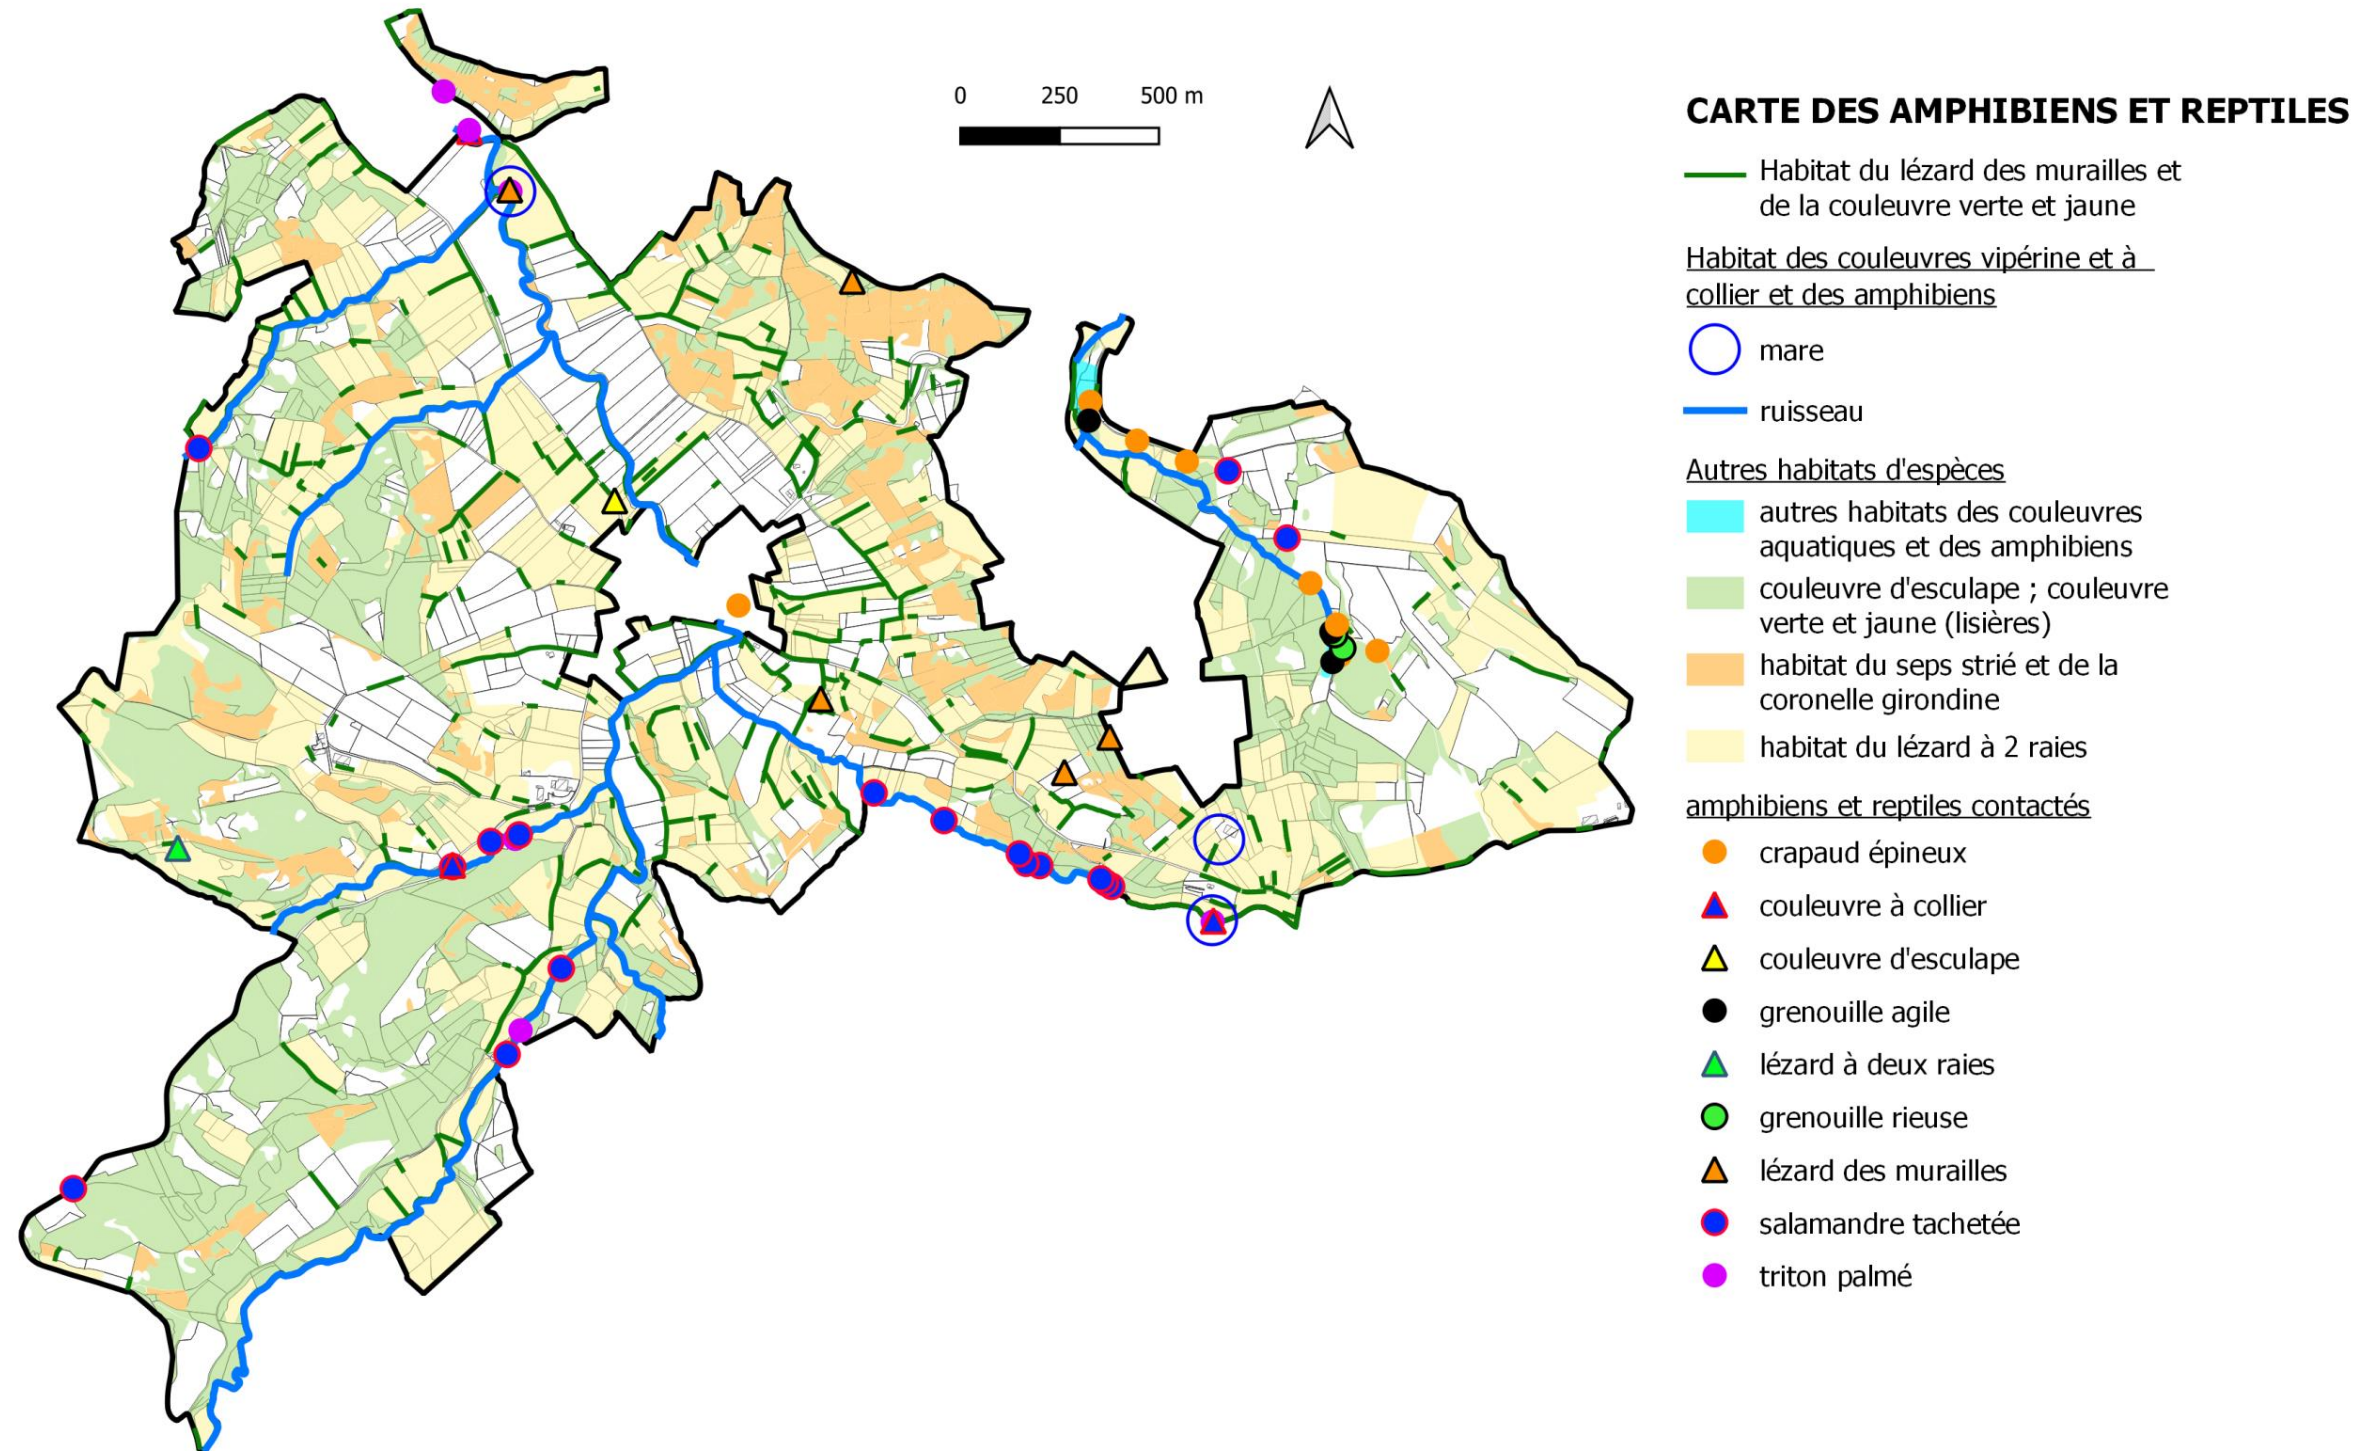 0 250 500 m
CARTE DES AMPHIBIENS ET REPTILES
Habitat du lézard des murailles et
de la couleuvre verte et jaune
Habitat des couleuvres vipérine et à
collier et des amphibiens
mare
ruisseau
Autres habitats d'espèces
autres habitats des couleuvres
aquatiques et des amphibiens
couleuvre d'esculape ; couleuvre
verte et jaune (lisières)
habitat du seps strié et de la
coronelle girondine
habitat du lézard à 2 raies
amphibiens et reptiles contactés
crapaud épineux
couleuvre à collier
couleuvre d'esculape
grenouille agile
lézard à deux raies
grenouille rieuse
lézard des murailles
salamandre tachetée
triton palmé